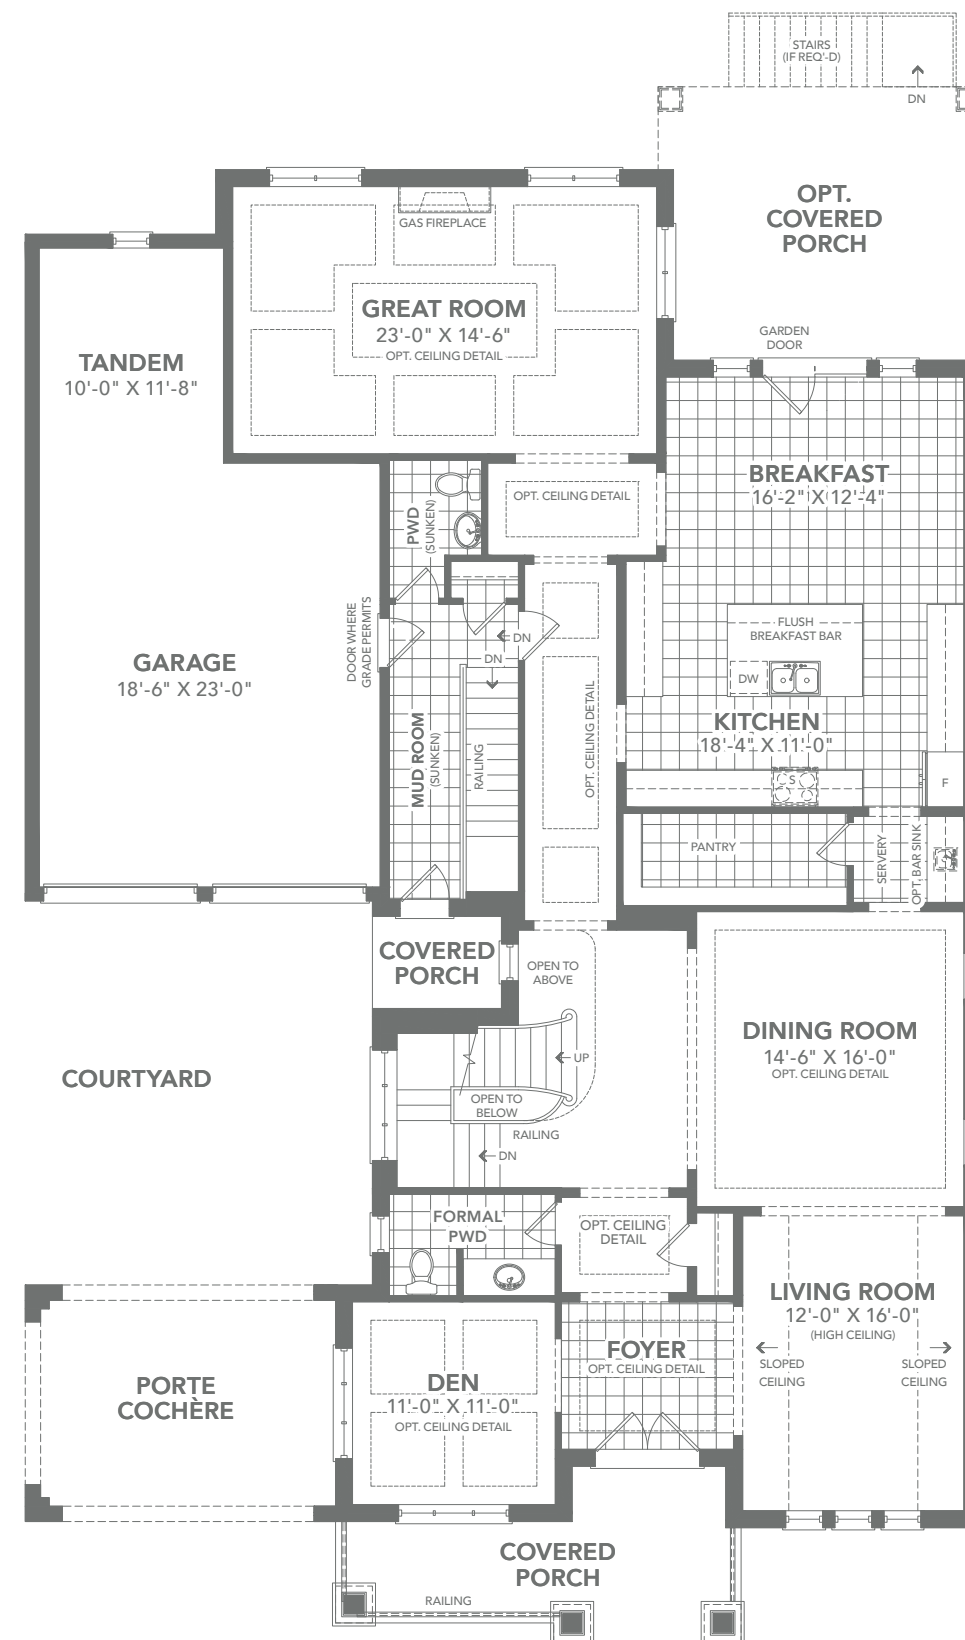 STAIRS
(IF REQ'-D)
DN
OPT.
COVERED
PORCH
GAS FIREPLACE
GREAT ROOM
23'-0" X 14'-6"
OPT. CEILING DETAIL
GARDEN
DOOR
TANDEM
10'-0" X 11'-8"
BREAKFAST
16'-2" X 12'-4"
OPT. CEILING DETAIL
PWD
(SUNKEN)
DOOR WHERE
GRADE PERMITS
DN
DN
FLUSH
BREAKFAST BAR
DW
GARAGE
18'-6" X 23'-0"
MUD ROOM
(SUNKEN)
RAILING
OPT. CEILING DETAIL
KITCHEN
18'-4" X 11'-0"
S
F
PANTRY
SERVERY
OPT. BAR SINK
COVERED
PORCH
OPEN TO
ABOVE
DINING ROOM
14'-6" X 16'-0"
OPT. CEILING DETAIL
UP
COURTYARD
OPEN TO
BELOW
RAILING
DN
FORMAL
PWD
OPT. CEILING
DETAIL
LIVING ROOM
12'-0" X 16'-0"
(HIGH CEILING)
SLOPED
CEILING
SLOPED
CEILING
FOYER
OPT. CEILING DETAIL
PORTE
COCHÈRE
DEN
11'-0" X 11'-0"
OPT. CEILING DETAIL
COVERED
PORCH
RAILING